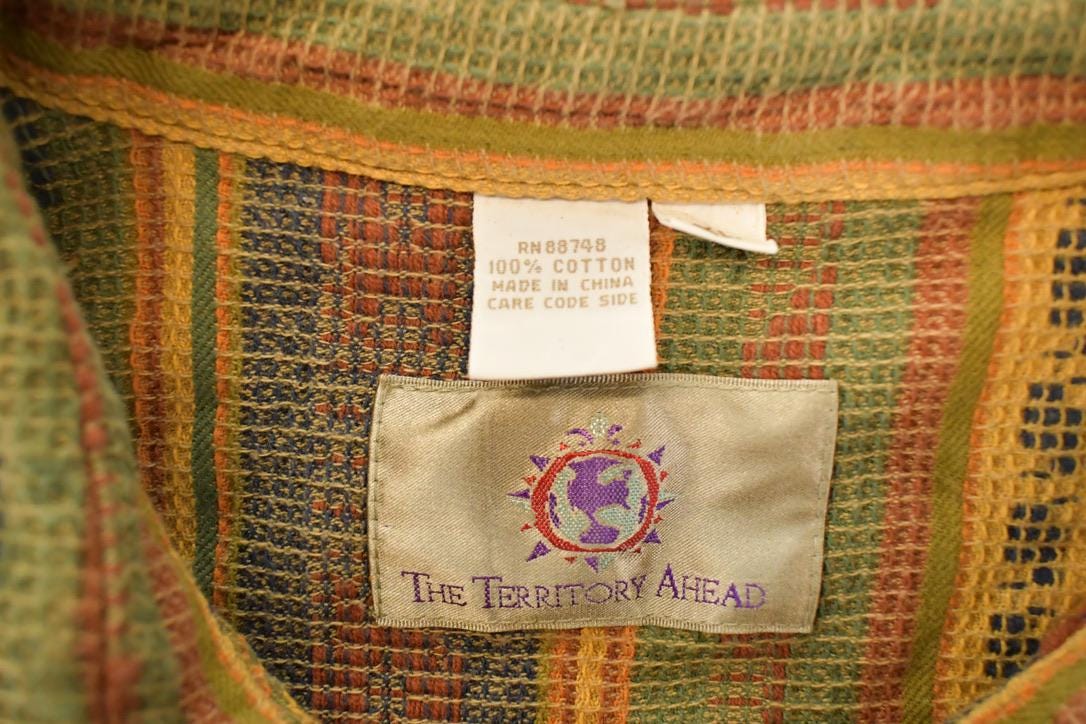 RN88748
100% COTTON
MADE IN CHINA
CARE CODE SIDE
THE TERRITORY AHEAD